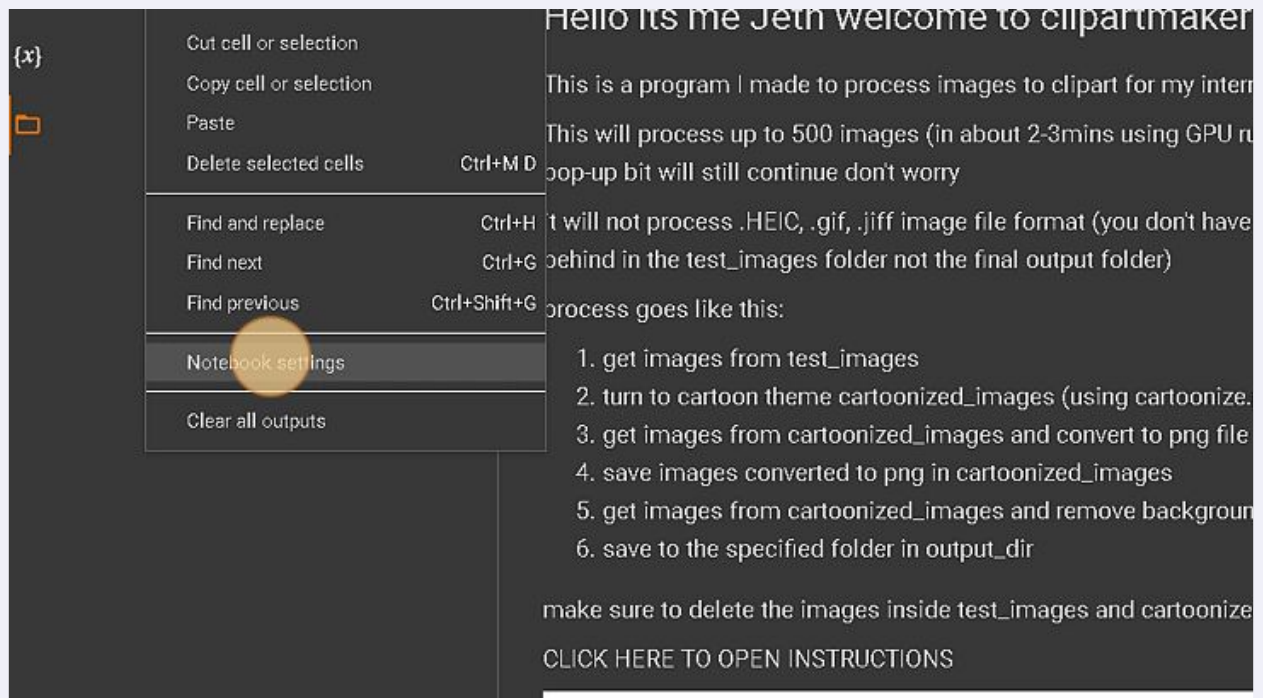 {x}
Cut cell or selection
Copy cell or selection
Paste
Delete selected cells Ctrl+M D
Find and replace Ctrl+H
Find next Ctrl+G
Find previous Ctrl+Shift+G
Notebook settings
Clear all outputs
Hello its me Jeth welcome to clipartmaker
This is a program I made to process images to clipart for my
This will process up to 500 images (in about 2-3mins using GPU
pop-up bit will still continue don't worry
t will not process .HEIC, .gif, .jiff image file format (you don't have
behind in the test_images folder not the final output folder)
process goes like this:
1. get images from test_images
2. turn to cartoon theme cartoonized_images (using cartoonize.
3. get images from cartoonized_images and convert to png file
4. save images converted to png in cartoonized_images
5. get images from cartoonized_images and remove
6. save to the specified folder in output_dir
make sure to delete the images inside test_images and
CLICK HERE TO OPEN INSTRUCTIONS